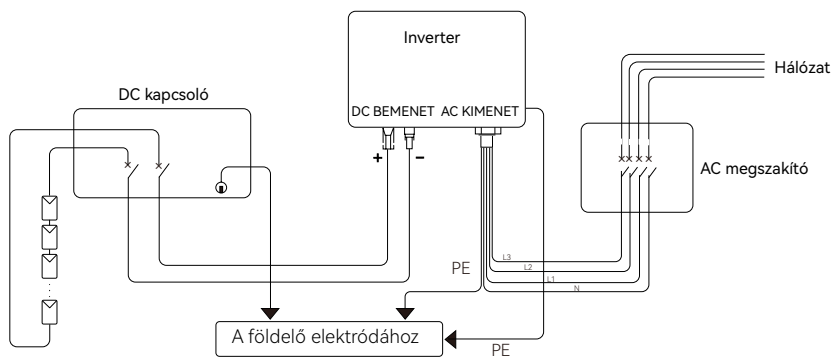 Inverter
Hálózat
DC kapcsoló
DC BEMENET AC KIMENET
+ −
AC megszakító
L3
PE
L2
L1
N
A földelő elektródához
PE